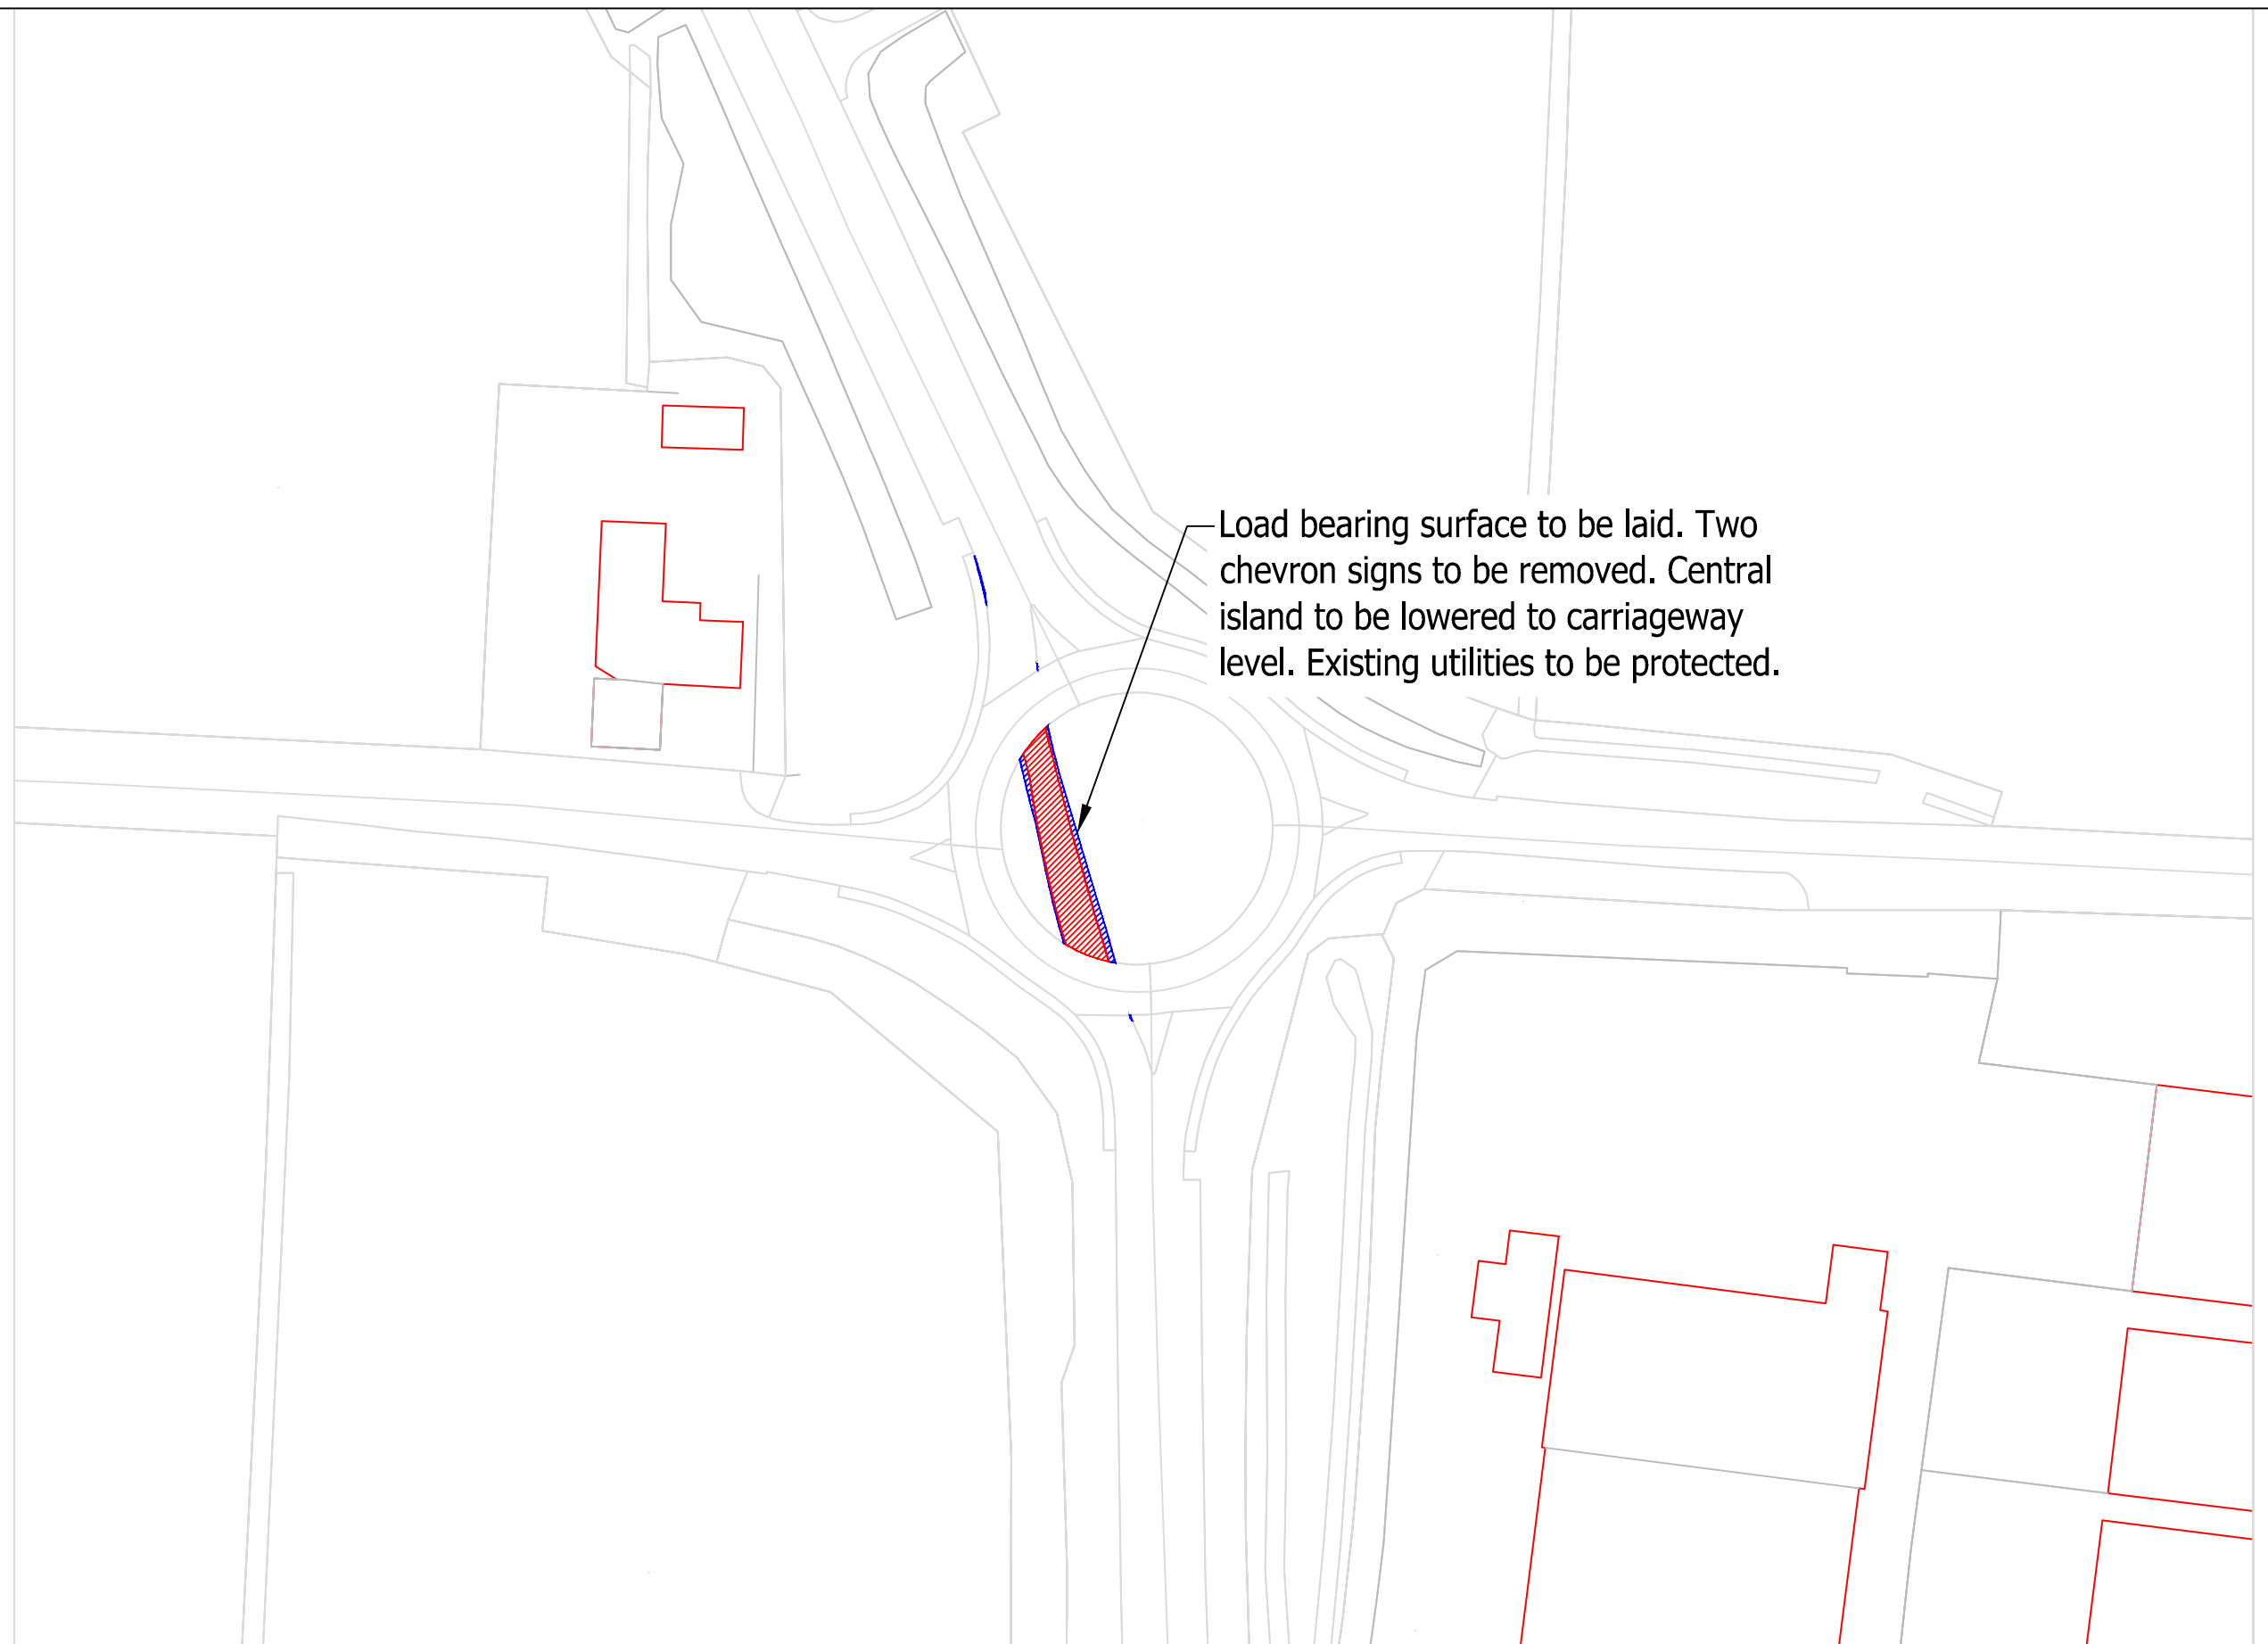 Load bearing surface to be laid. Two
chevron signs to be removed. Central
island to be lowered to carriageway
level. Existing utilities to be protected.